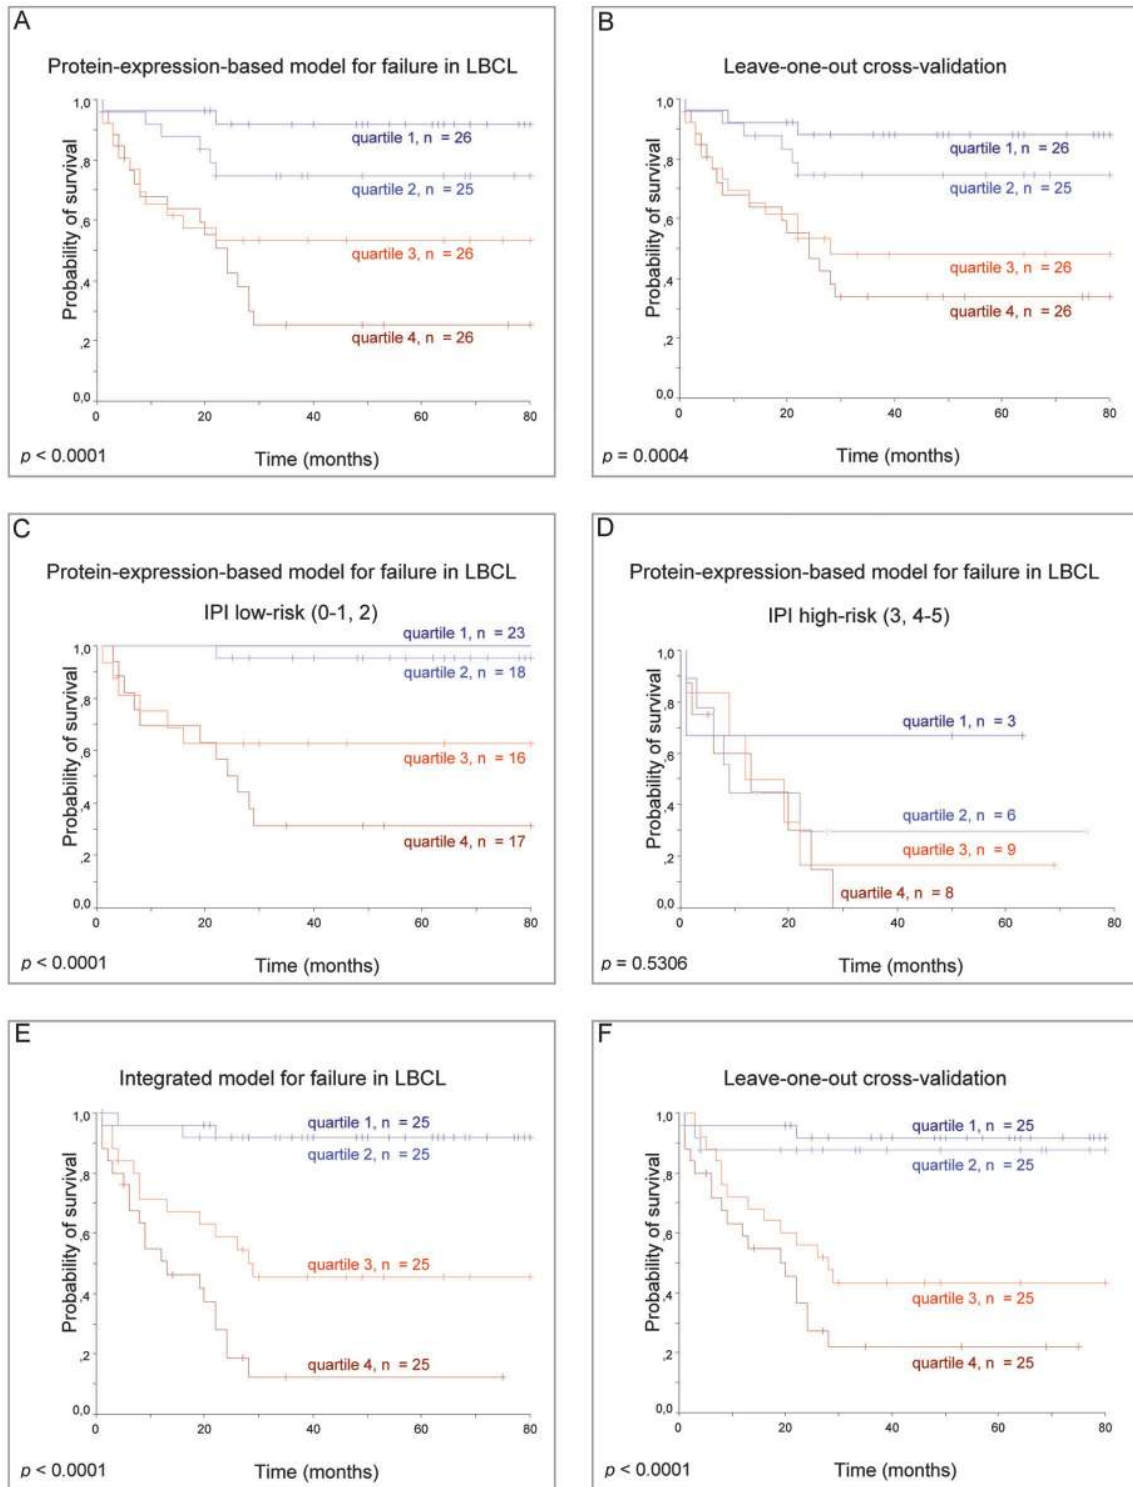 A
Protein-expression-based model for failure in LBCL
Probability of survival
1,0
,8
,6
,4
,2
0,0
quartile 1, n = 26
quartile 2, n = 25
quartile 3, n = 26
quartile 4, n = 26
0 20 40 60 80
p < 0.0001
Time (months)
B
Leave-one-out cross-validation
Probability of survival
1,0
,8
,6
,4
,2
0,0
quartile 1, n = 26
quartile 2, n = 25
quartile 3, n = 26
quartile 4, n = 26
0 20 40 60 80
p = 0.0004
Time (months)
C
Protein-expression-based model for failure in LBCL
IPI low-risk (0-1, 2)
Probability of survival
1,0
,8
,6
,4
,2
0,0
quartile 1, n = 23
quartile 2, n = 18
quartile 3, n = 16
quartile 4, n = 17
0 20 40 60 80
p < 0.0001
Time (months)
D
Protein-expression-based model for failure in LBCL
IPI high-risk (3, 4-5)
Probability of survival
1,0
,8
,6
,4
,2
0,0
quartile 1, n = 3
quartile 2, n = 6
quartile 3, n = 9
quartile 4, n = 8
0 20 40 60 80
p = 0.5306
Time (months)
E
Integrated model for failure in LBCL
Probability of survival
1,0
,8
,6
,4
,2
0,0
quartile 1, n = 25
quartile 2, n = 25
quartile 3, n = 25
quartile 4, n = 25
0 20 40 60 80
p < 0.0001
Time (months)
F
Leave-one-out cross-validation
Probability of survival
1,0
,8
,6
,4
,2
0,0
quartile 1, n = 25
quartile 2, n = 25
quartile 3, n = 25
quartile 4, n = 25
0 20 40 60 80
p < 0.0001
Time (months)